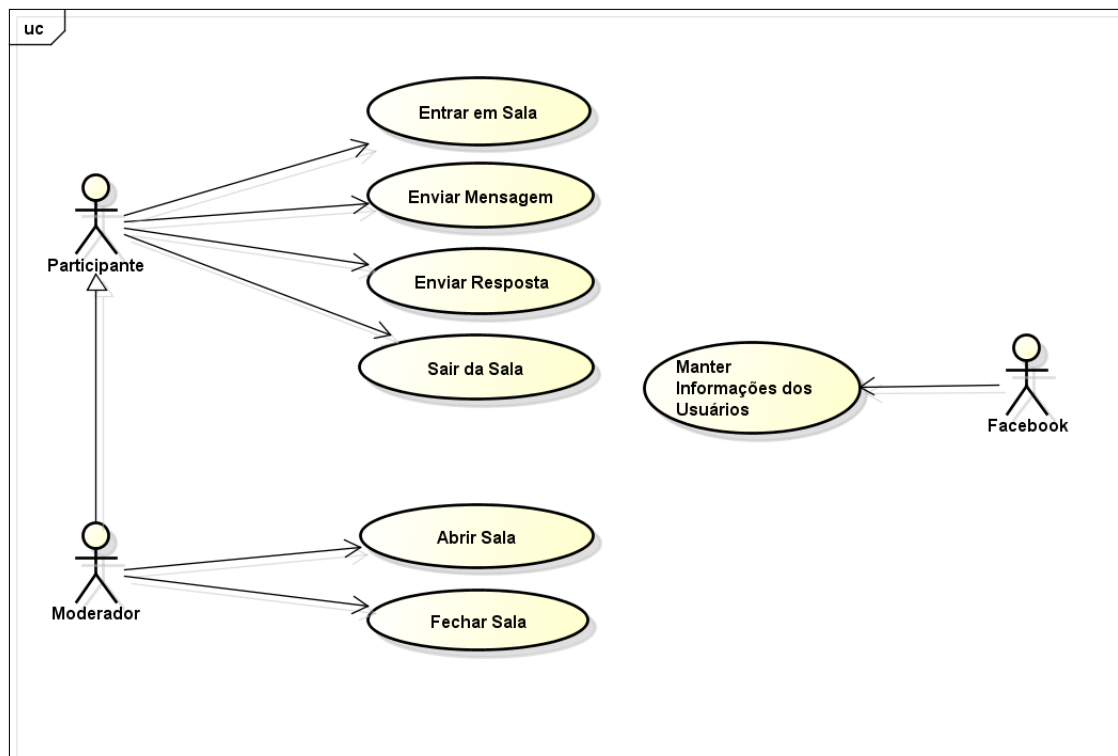 uc
Entrar em Sala
Enviar Mensagem
Participante
Enviar Resposta
Sair da Sala
Manter
Informações dos
Usuários
Facebook
Abrir Sala
Moderador
Fechar Sala